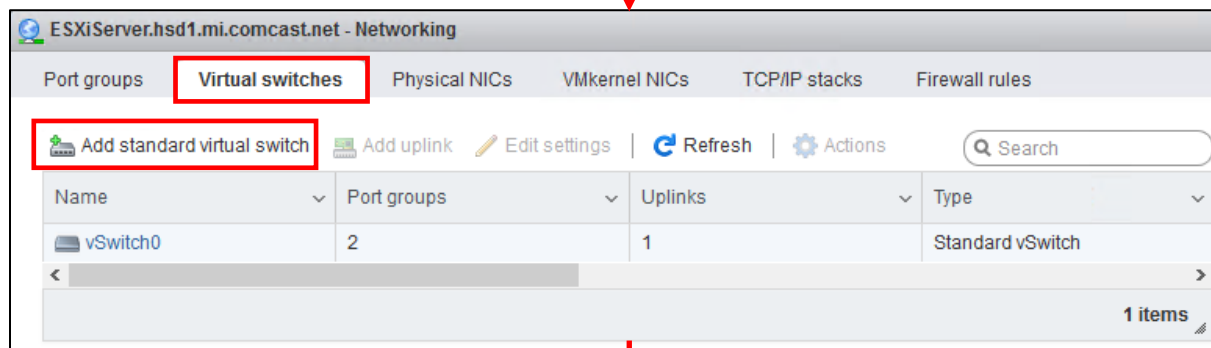 ESXiServer.hsd1.mi.comcast.net - Networking
Port groups Virtual switches Physical NICs VMkernel NICs TCP/IP stacks Firewall rules
Add standard virtual switch Add uplink Edit settings Refresh Actions Search
Name Port groups Uplinks Type
vSwitch0 2 1 Standard vSwitch
1 items